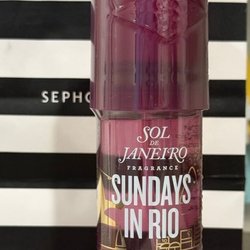 SEPHO
SOL
DE
JANEIRO
FRAGRANCE
SUNDAYS
IN RIO